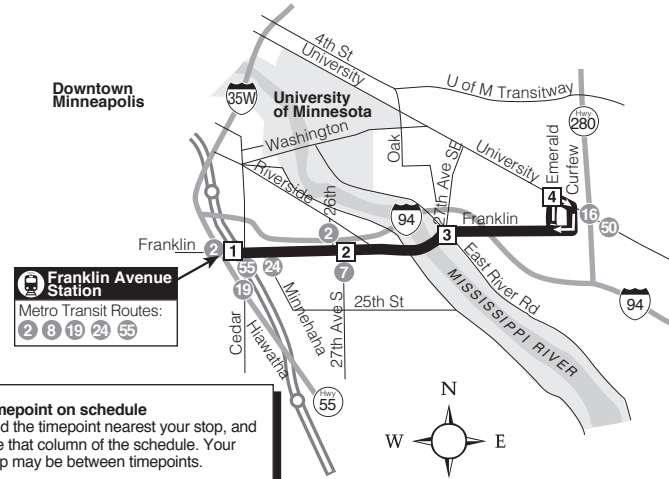 4th St
University
Downtown
Minneapolis
35W
University
of Minnesota
U of M Transitway
Hwy
280
Washington
Oak
University
Emerald
Curfew
27th Ave SE
Riverside
26th
94
4
16
50
2
Franklin
Franklin
2
1
2
3
55
24
7
19
East River Rd
Franklin Avenue
Station
Metro Transit Routes:
2 8 19 24 55
Minnehaha
25th St
27th Ave S
Cedar
Hiawatha
MISSISSIPPI RIVER
94
Hwy
55
N
W E
S
mepoint on schedule
d the timepoint nearest your stop, and
e that column of the schedule. Your
p may be between timepoints.